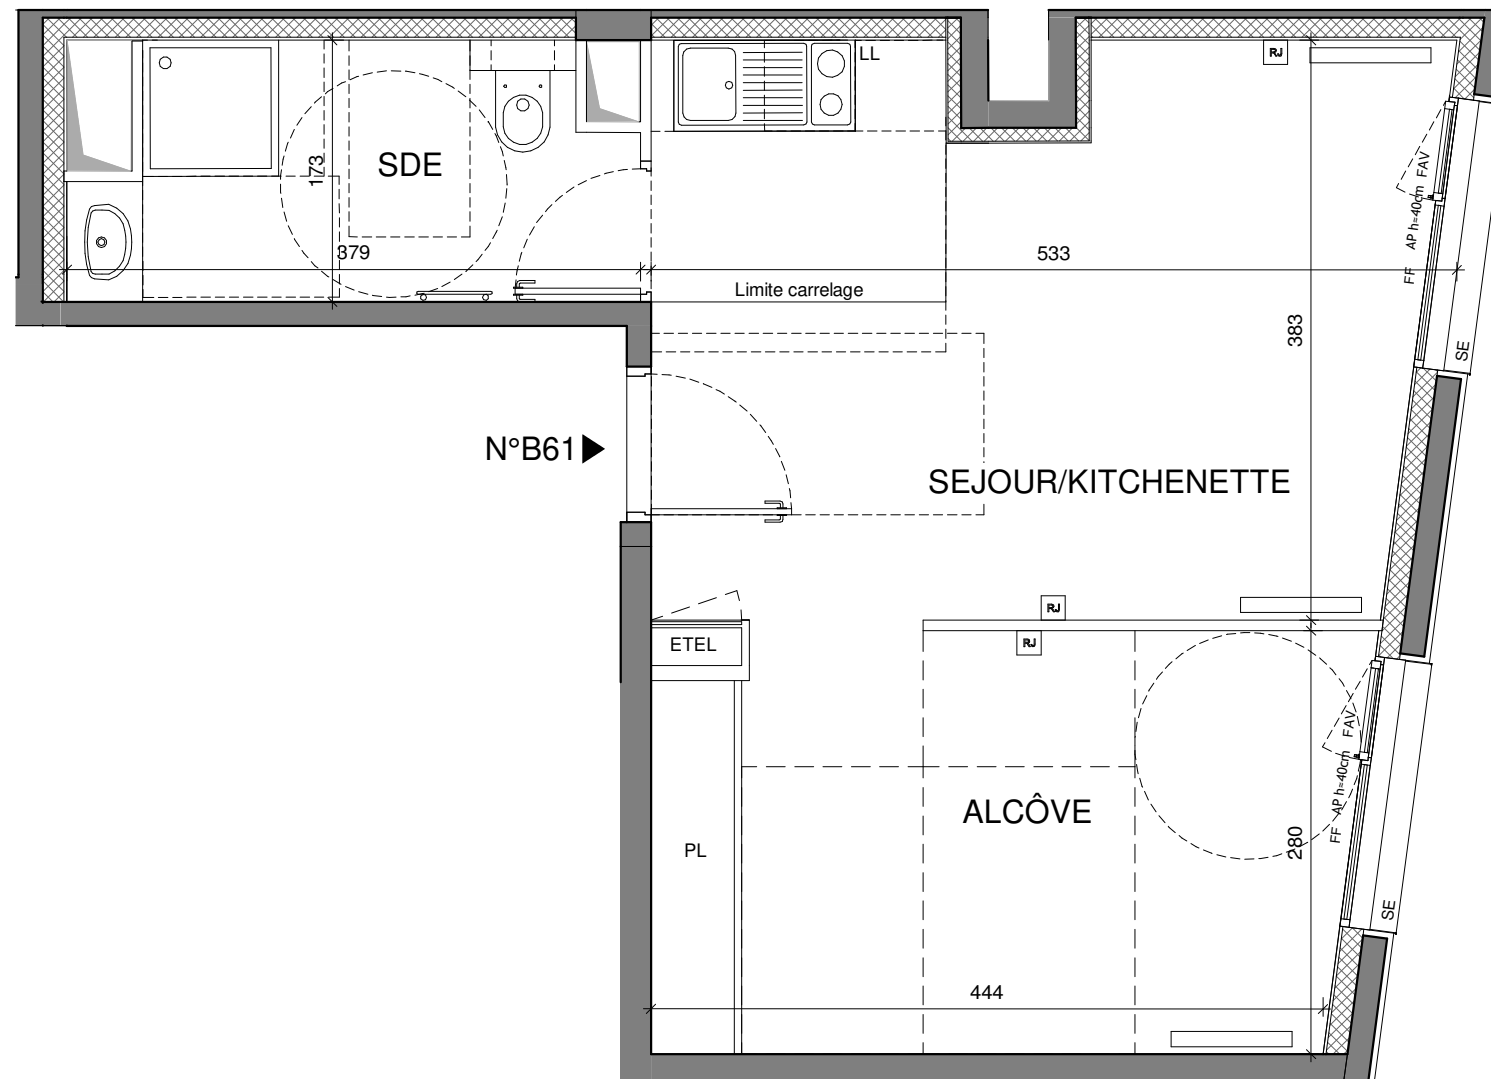 RJ
LL
FAV
173
SDE
AP h=40cm
379
533
FF
Limite carrelage
383
SE
N°B61
SEJOUR/KITCHENETTE
RJ
ETEL
RJ
FAV
AP h=40cm
ALCÔVE
FF
280
PL
SE
444